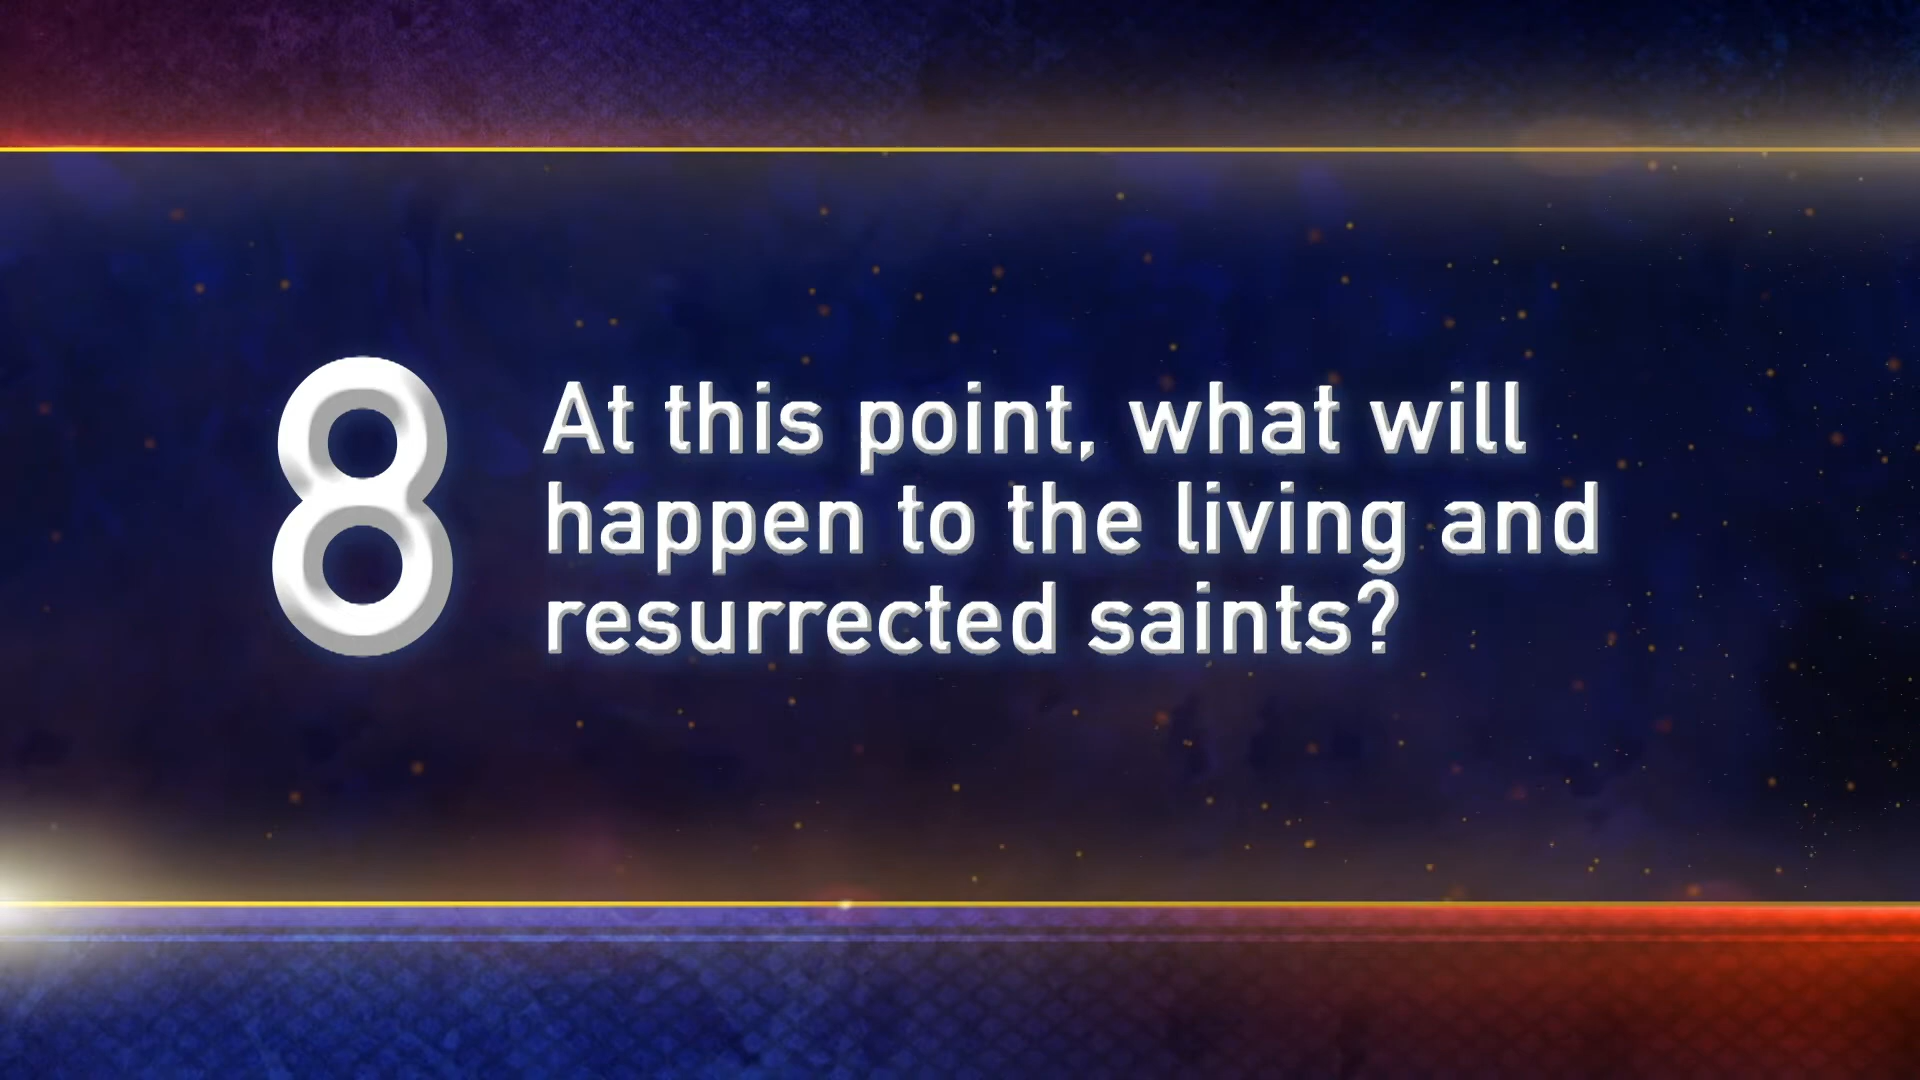 8
At this point, what will
happen to the living and
resurrected saints?